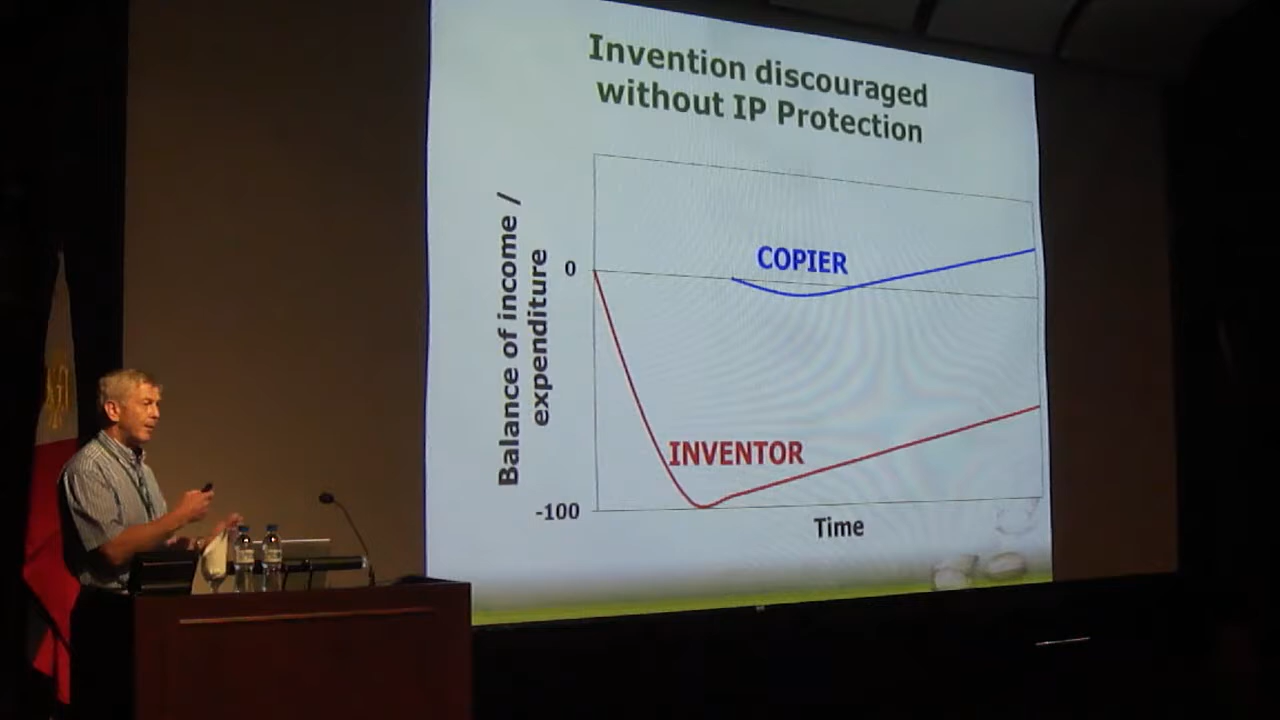 Invention discouraged
without IP Protection
Balance of income /
expenditure
0
COPIER
INVENTOR
-100
Time